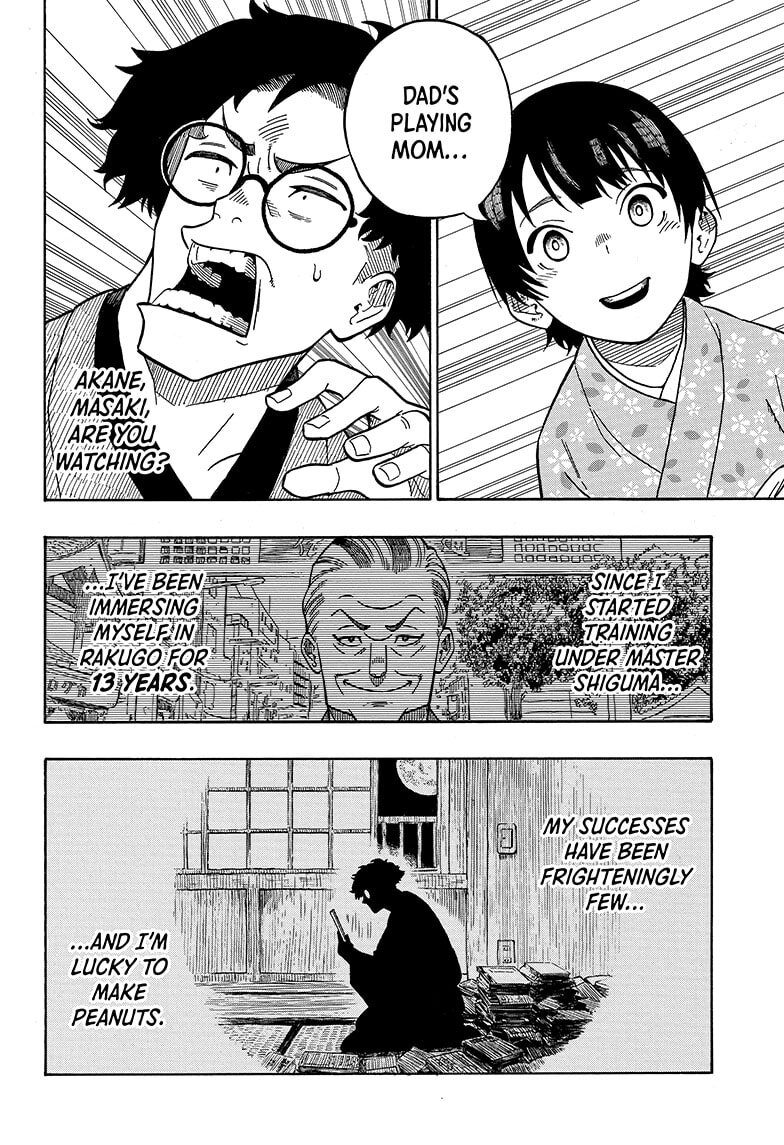 DAD'S
PLAYING
MOM...
AKANE,
MASAKI,
ARE YOU
WATCHING?
SINCE I
STARTED
TRAINING
UNDER MASTER
SHIGUMA...
...I'VE BEEN
IMMERSING
MYSELF IN
RAKUGO FOR
13 YEARS.
MY SUCCESSES
HAVE BEEN
FRIGHTENINGLY
FEW...
...AND I'M
LUCKY TO
MAKE
PEANUTS.